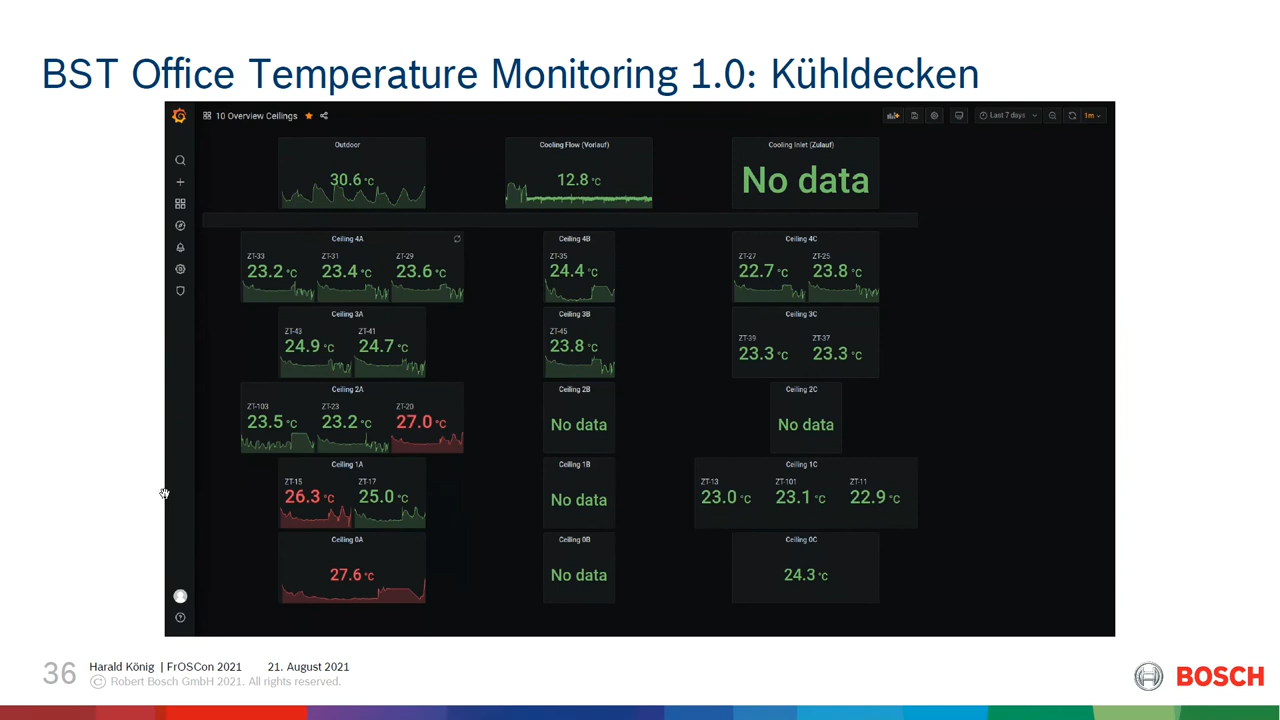 BST Office Temperature Monitoring 1.0: Kühldecken
10 Overview Ceilings
Last 7 days
1m
Outdoor
30.6 °C
Cooling Flow (Vorlauf)
12.8 °C
Cooling Inlet (Zulauf)
No data
Ceiling 4A
ZT-33 ZT-31 ZT-29
23.2 °C 23.4 °C 23.6 °C
Ceiling 4B
ZT-35
24.4 °C
Ceiling 4C
ZT-27 ZT-25
22.7 °C 23.8 °C
Ceiling 3A
ZT-43 ZT-41
24.9 °C 24.7 °C
Ceiling 3B
ZT-45
23.8 °C
Ceiling 3C
ZT-39 ZT-37
23.3 °C 23.3 °C
Ceiling 2A
ZT-103 ZT-23 ZT-20
23.5 °C 23.2 °C 27.0 °C
Ceiling 2B
No data
Ceiling 2C
No data
Ceiling 1A
ZT-15 ZT-17
26.3 °C 25.0 °C
Ceiling 1B
No data
Ceiling 1C
ZT-13 ZT-101 ZT-11
23.0 °C 23.1 °C 22.9 °C
Ceiling 0A
27.6 °C
Ceiling 0B
No data
Ceiling 0C
24.3 °C
36
Harald König | FrOSCon 2021 21. August 2021
© Robert Bosch GmbH 2021. All rights reserved.
BOSCH